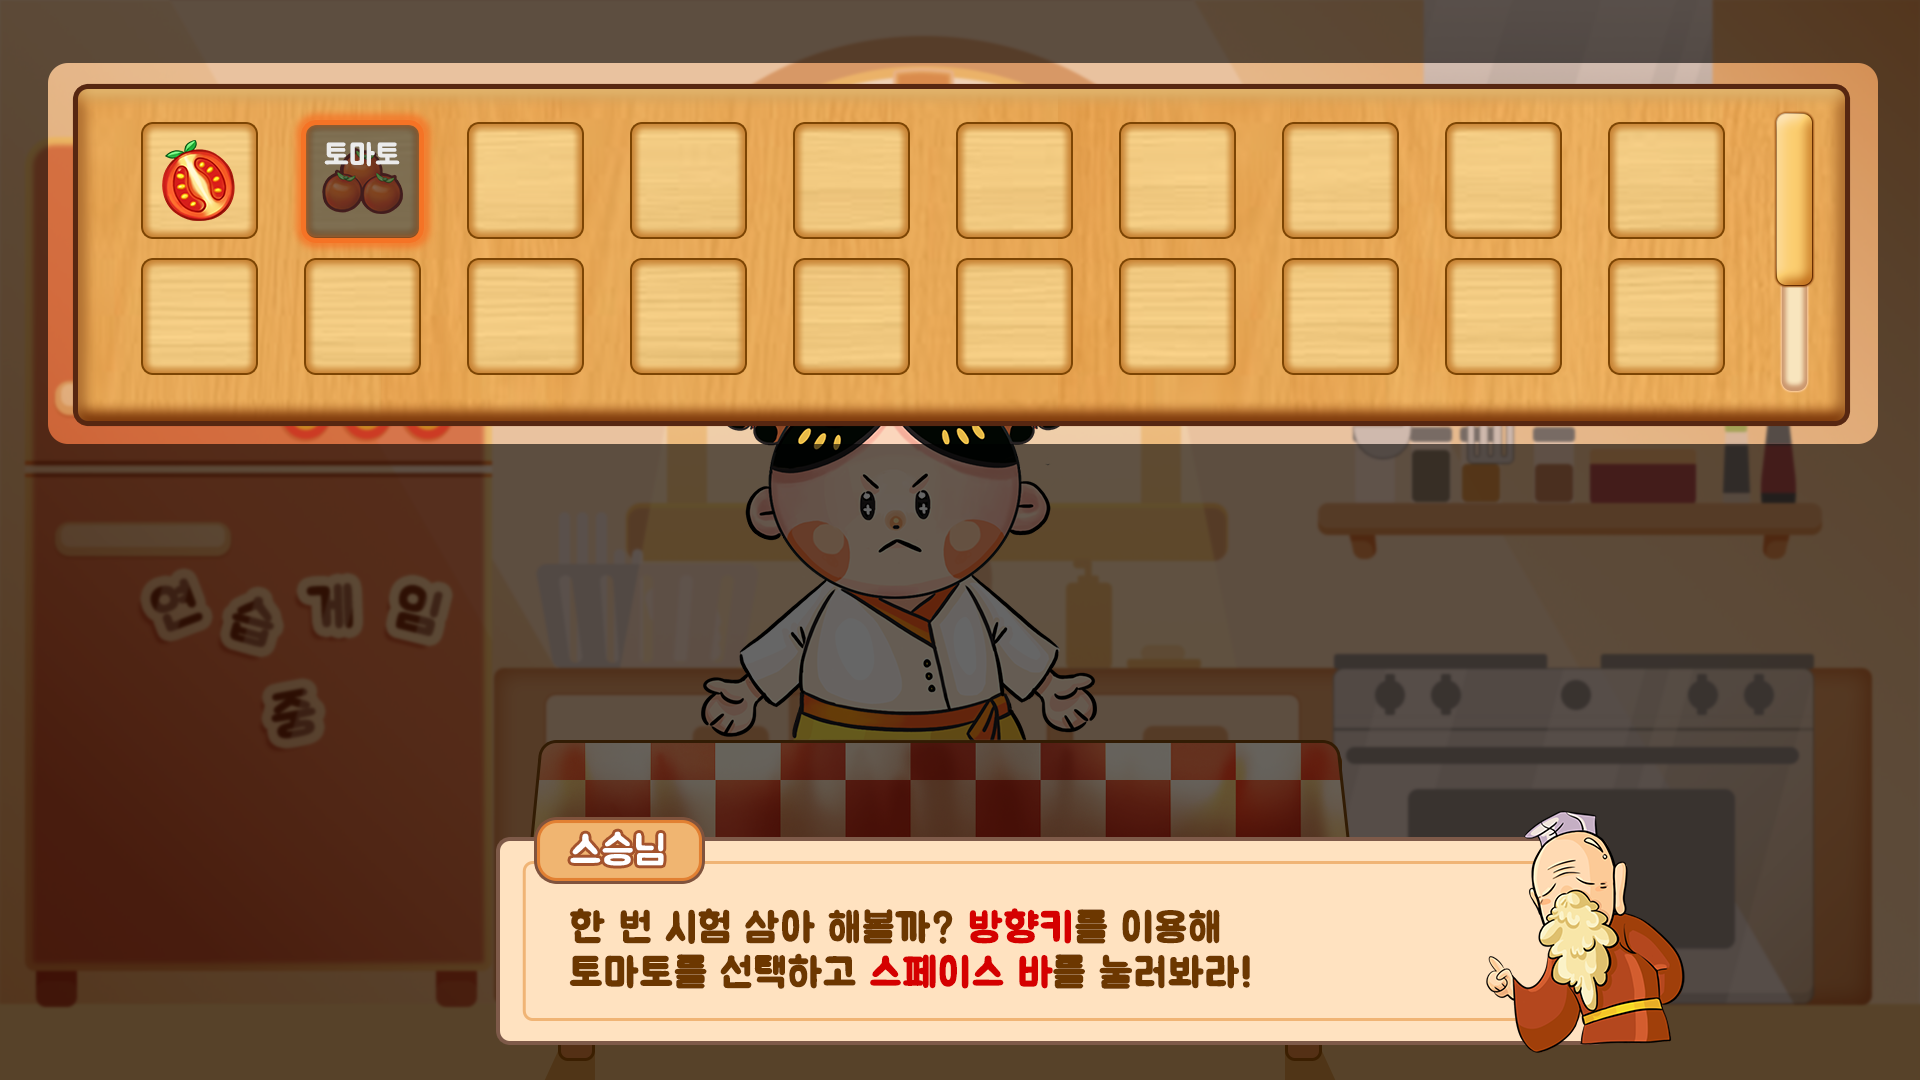 토마토
연습게임
중
스승님
한 번 시험 삼아 해볼까? 방향키를 이용해
토마토를 선택하고 스페이스 바를 눌러봐라!